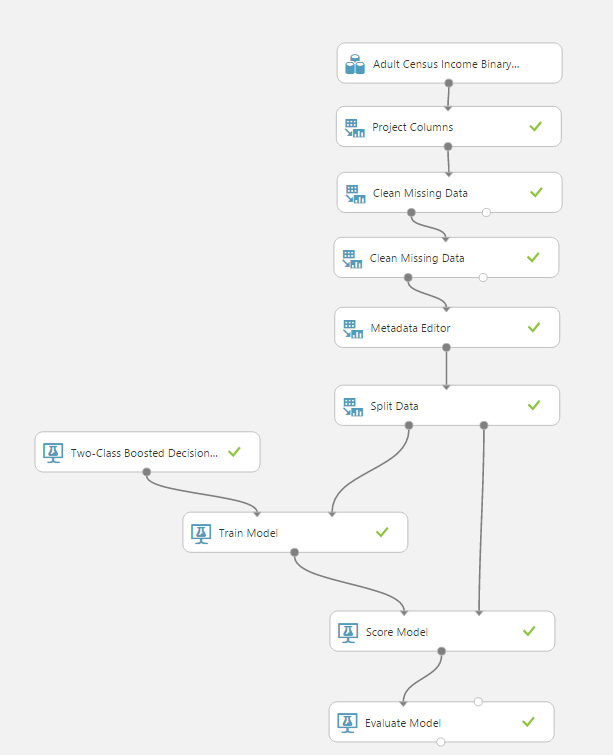 Adult Census Income Binary...
Project Columns
Clean Missing Data
Clean Missing Data
Metadata Editor
Split Data
Two-Class Boosted Decision...
Train Model
Score Model
Evaluate Model